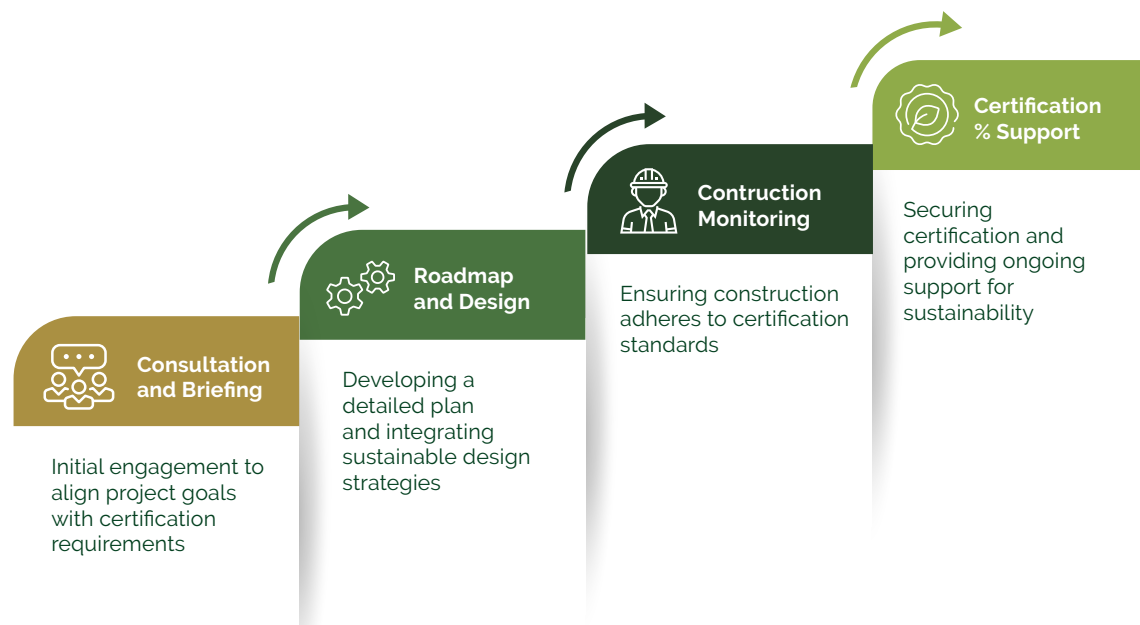 Consultation
and Briefing
Initial engagement to
align project goals
with certification
requirements
Roadmap
and Design
Developing a
detailed plan
and integrating
sustainable design
strategies
Contruction
Monitoring
Ensuring construction
adheres to certification
standards
Certification
% Support
Securing
certification and
providing ongoing
support for
sustainability